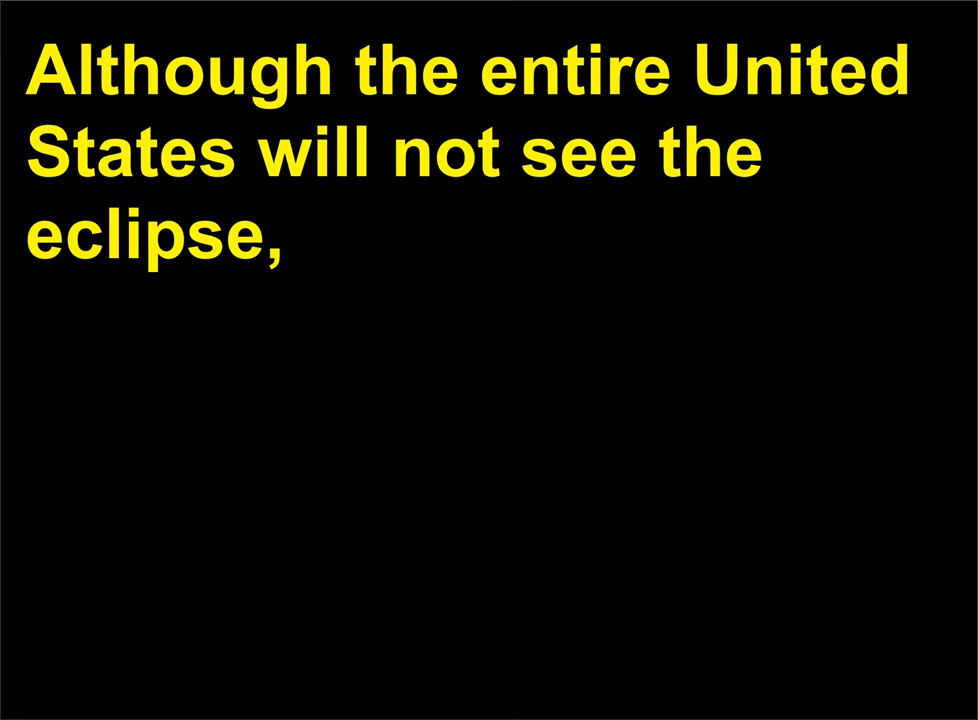 Although the entire United
States will not see the
eclipse,